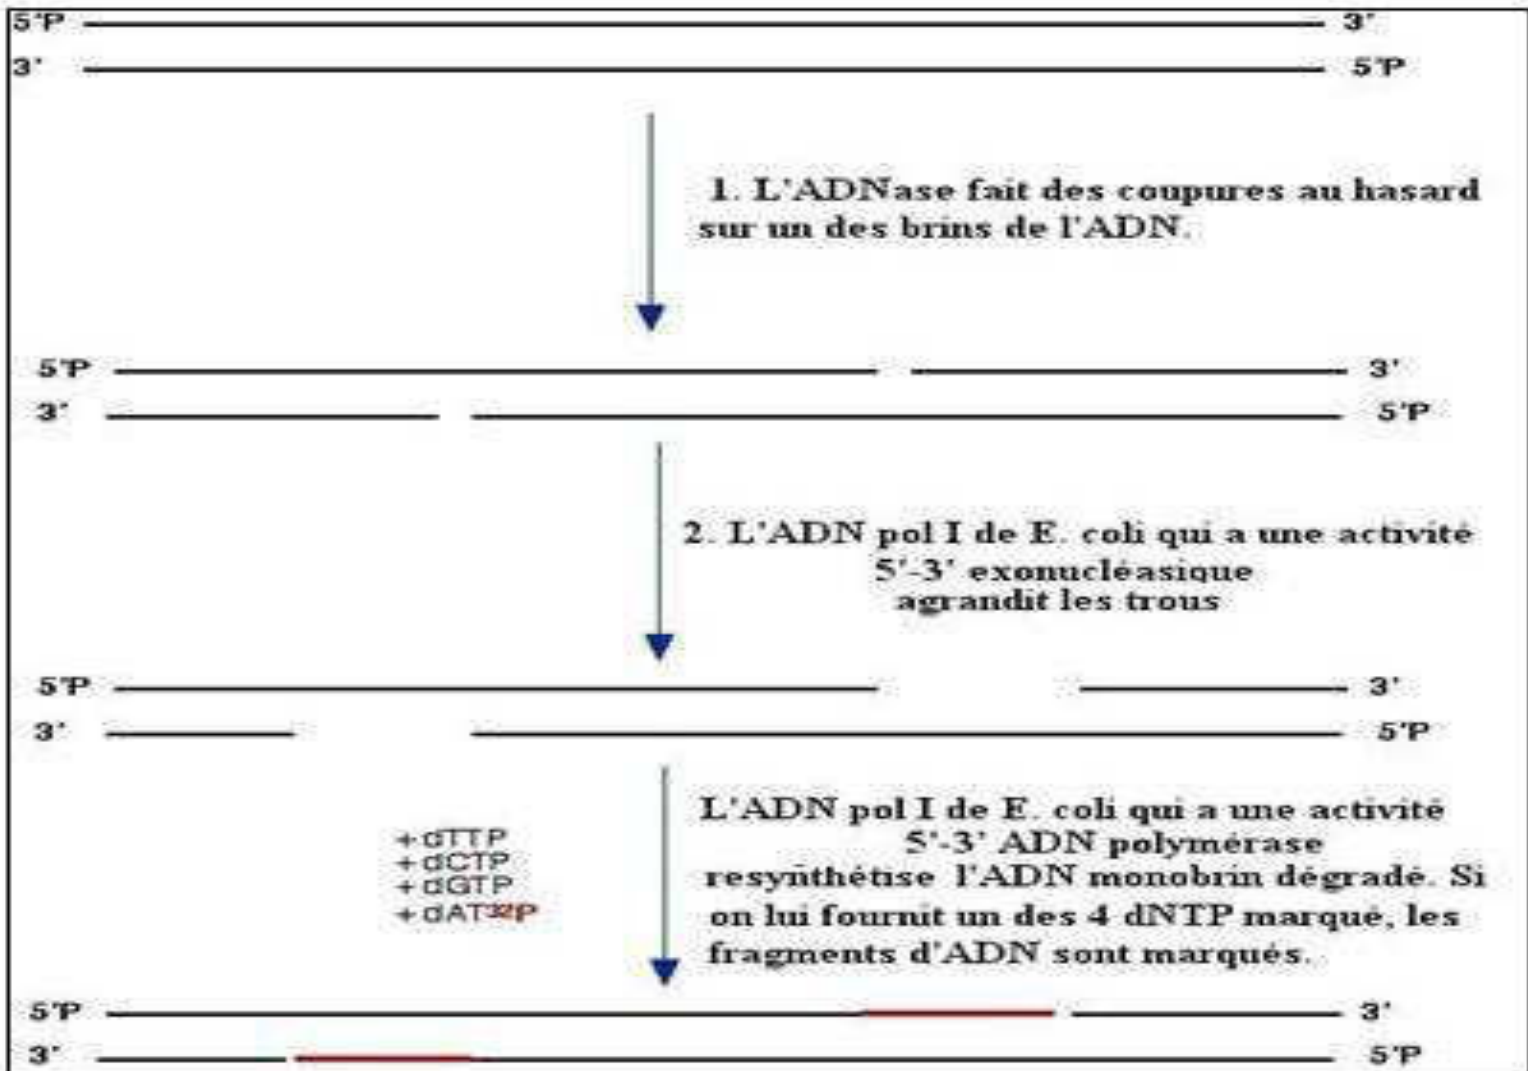 5'P 3'
3' 5'P
1. L'ADNase fait des coupures au hasard
sur un des brins de l'ADN.
5'P 3'
3' 5'P
2. L'ADN pol I de E. coli qui a une activité
5'-3' exonucléasique
agrandit les trous
5'P 3'
3' 5'P
+ dTTP
+ dCTP
+ dGTP
+ dAT32P
L'ADN pol I de E. coli qui a une activité
5'-3' ADN polymérase
resynthétise l'ADN monobrin dégradé. Si
on lui fournit un des 4 dNTP marqué, les
fragments d'ADN sont marqués.
5'P 3'
3' 5'P